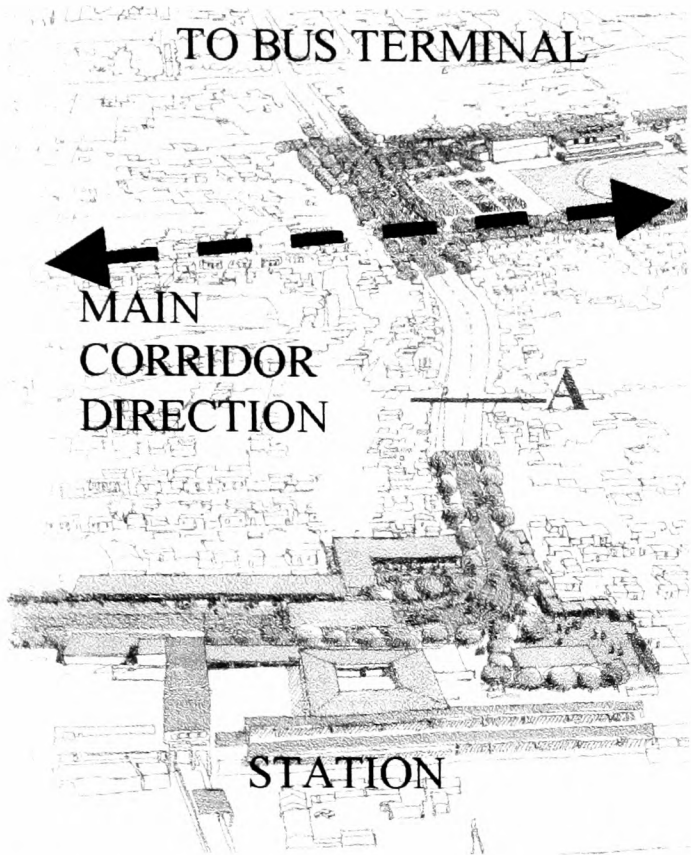 TO BUS TERMINAL
MAIN
CORRIDOR
DIRECTION
A
STATION